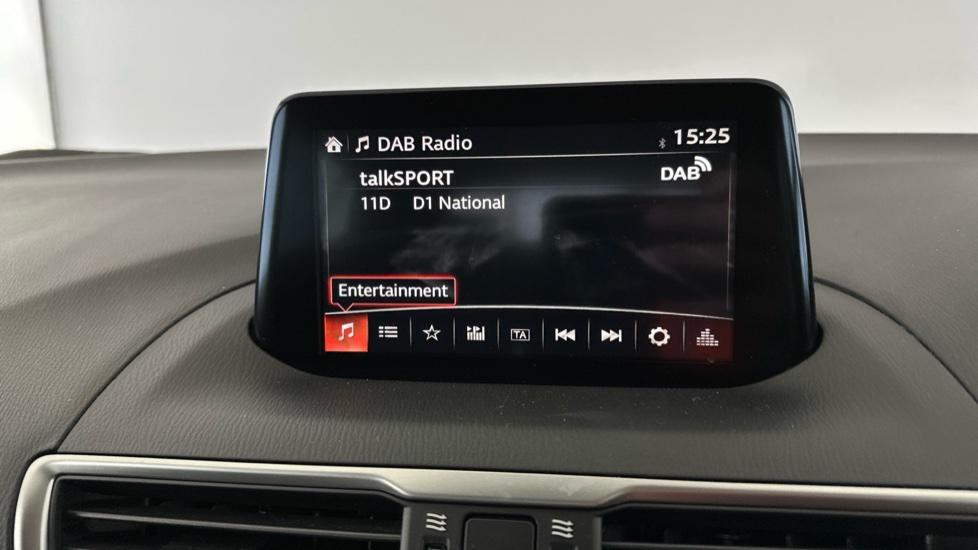 DAB Radio 15:25
talkSPORT DAB
11D D1 National
Entertainment
TA